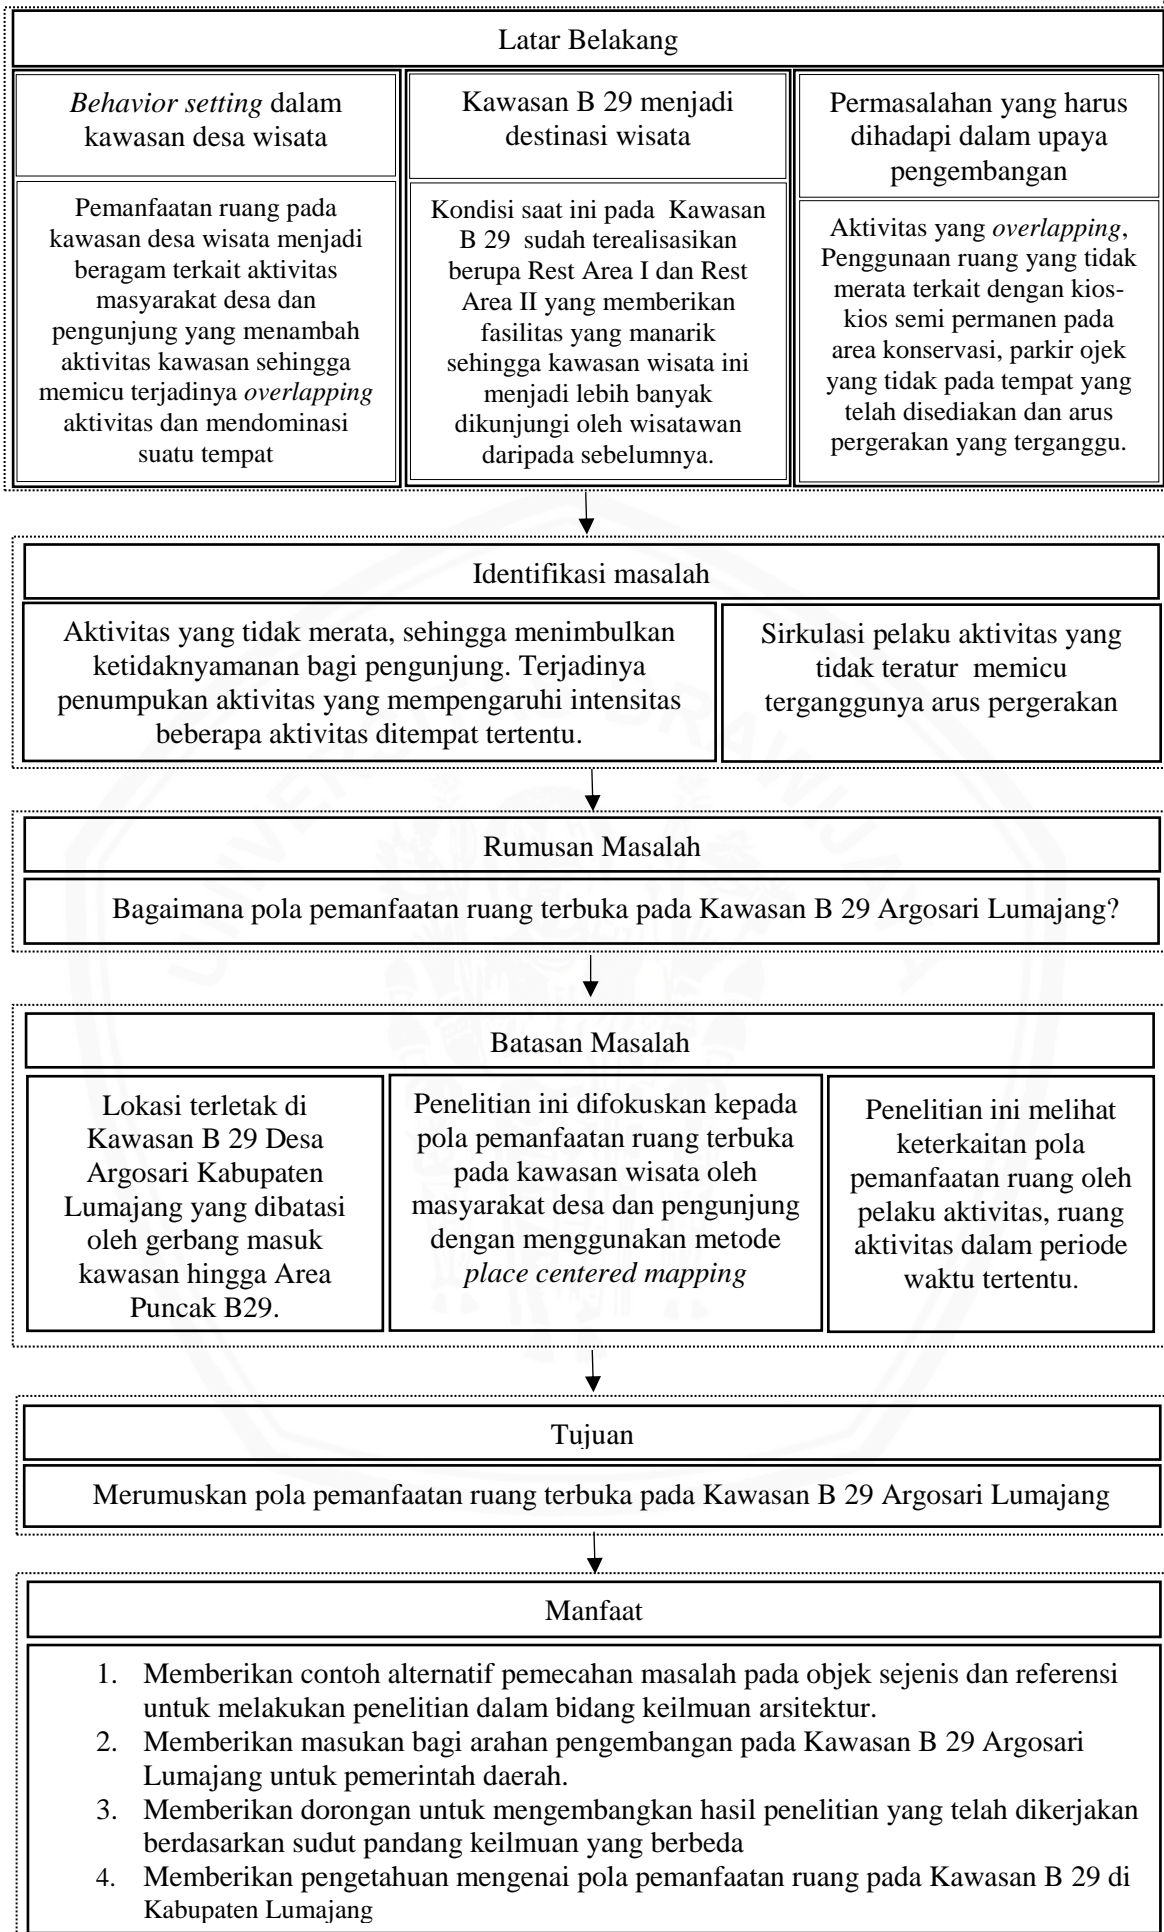 Latar Belakang
Behavior setting dalam
kawasan desa wisata
Pemanfaatan ruang pada
kawasan desa wisata menjadi
beragam terkait aktivitas
masyarakat desa dan
pengunjung yang menambah
aktivitas kawasan sehingga
memicu terjadinya overlapping
aktivitas dan mendominasi
suatu tempat
Kawasan B 29 menjadi
destinasi wisata
Kondisi saat ini pada Kawasan
B 29 sudah terealisasikan
berupa Rest Area I dan Rest
Area II yang memberikan
fasilitas yang manarik
sehingga kawasan wisata ini
menjadi lebih banyak
dikunjungi oleh wisatawan
daripada sebelumnya.
Permasalahan yang harus
dihadapi dalam upaya
pengembangan
Aktivitas yang overlapping,
Penggunaan ruang yang tidak
merata terkait dengan kios-
kios semi permanen pada
area konservasi, parkir ojek
yang tidak pada tempat yang
telah disediakan dan arus
pergerakan yang terganggu.
Identifikasi masalah
Aktivitas yang tidak merata, sehingga menimbulkan
ketidaknyamanan bagi pengunjung. Terjadinya
penumpukan aktivitas yang mempengaruhi intensitas
beberapa aktivitas ditempat tertentu.
Sirkulasi pelaku aktivitas yang
tidak teratur memicu
terganggunya arus pergerakan
Rumusan Masalah
Bagaimana pola pemanfaatan ruang terbuka pada Kawasan B 29 Argosari Lumajang?
Batasan Masalah
Lokasi terletak di
Kawasan B 29 Desa
Argosari Kabupaten
Lumajang yang dibatasi
oleh gerbang masuk
kawasan hingga Area
Puncak B29.
Penelitian ini difokuskan kepada
pola pemanfaatan ruang terbuka
pada kawasan wisata oleh
masyarakat desa dan pengunjung
dengan menggunakan metode
place centered mapping
Penelitian ini melihat
keterkaitan pola
pemanfaatan ruang oleh
pelaku aktivitas, ruang
aktivitas dalam periode
waktu tertentu.
Tujuan
Merumuskan pola pemanfaatan ruang terbuka pada Kawasan B 29 Argosari Lumajang
Manfaat
1. Memberikan contoh alternatif pemecahan masalah pada objek sejenis dan referensi
untuk melakukan penelitian dalam bidang keilmuan arsitektur.
2. Memberikan masukan bagi arahan pengembangan pada Kawasan B 29 Argosari
Lumajang untuk pemerintah daerah.
3. Memberikan dorongan untuk mengembangkan hasil penelitian yang telah dikerjakan
berdasarkan sudut pandang keilmuan yang berbeda
4. Memberikan pengetahuan mengenai pola pemanfaatan ruang pada Kawasan B 29 di
Kabupaten Lumajang
UNIVERSITAS BRAWIJAYA